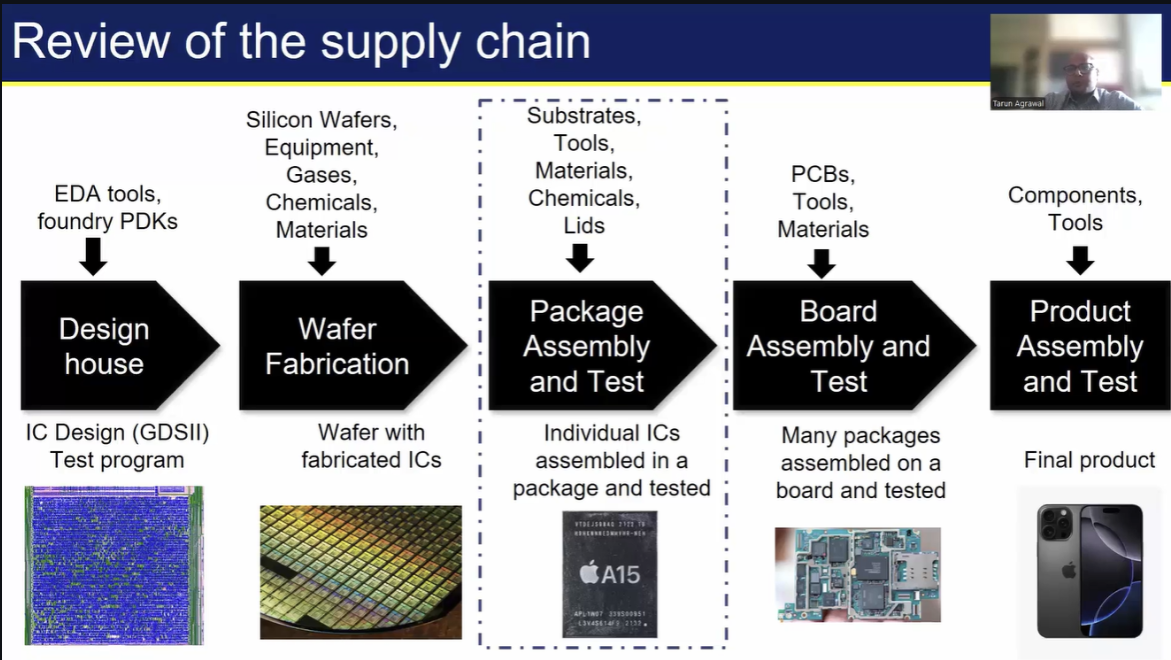 Review of the supply chain
Tarun Agrawal
EDA tools,
foundry PDKs
Silicon Wafers,
Equipment,
Gases,
Chemicals,
Materials
Substrates,
Tools,
Materials,
Chemicals,
Lids
PCBs,
Tools,
Materials
Components,
Tools
Design
house
Wafer
Fabrication
Package
Assembly
and Test
Board
Assembly and
Test
Product
Assembly
and Test
IC Design (GDSII)
Test program
Wafer with
fabricated ICs
Individual ICs
assembled in a
package and tested
Many packages
assembled on a
board and tested
Final product
A15